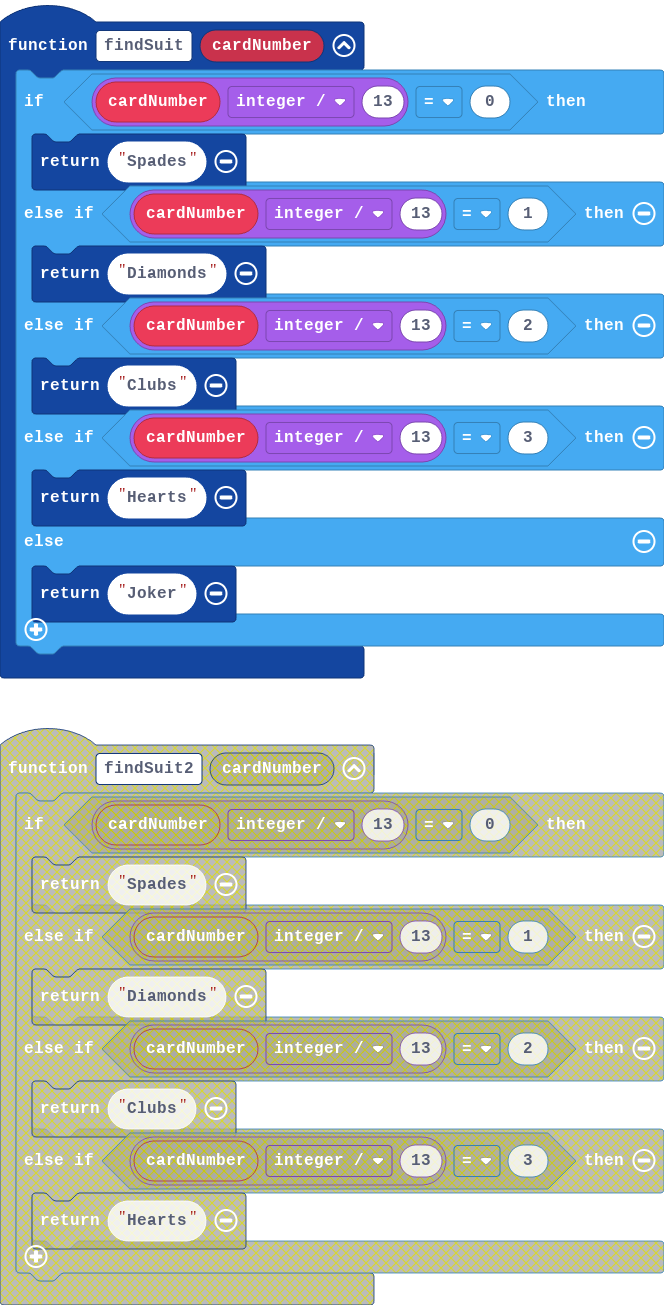 function findSuit cardNumber
if cardNumber integer / 13 = 0 then
return "Spades"
else if cardNumber integer / 13 = 1 then
return "Diamonds"
else if cardNumber integer / 13 = 2 then
return "Clubs"
else if cardNumber integer / 13 = 3 then
return "Hearts"
else
return "Joker"
function findSuit2 cardNumber
if cardNumber integer / 13 = 0 then
return "Spades"
else if cardNumber integer / 13 = 1 then
return "Diamonds"
else if cardNumber integer / 13 = 2 then
return "Clubs"
else if cardNumber integer / 13 = 3 then
return "Hearts"